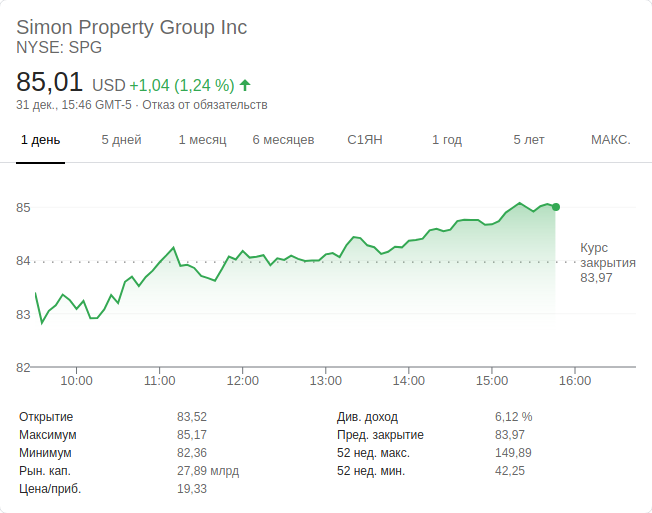 Simon Property Group Inc
NYSE: SPG
85,01 USD +1,04 (1,24 %)
31 дек., 15:46 GMT-5 · Отказ от обязательств
1 день 5 дней 1 месяц 6 месяцев С1ЯН 1 год 5 лет МАКС.
85
84
83
82
Курс
закрытия
83,97
10:00 11:00 12:00 13:00 14:00 15:00 16:00
Открытие 83,52 Див. доход 6,12 %
Максимум 85,17 Пред. закрытие 83,97
Минимум 82,36 52 нед. макс. 149,89
Рын. кап. 27,89 млрд 52 нед. мин. 42,25
Цена/приб. 19,33